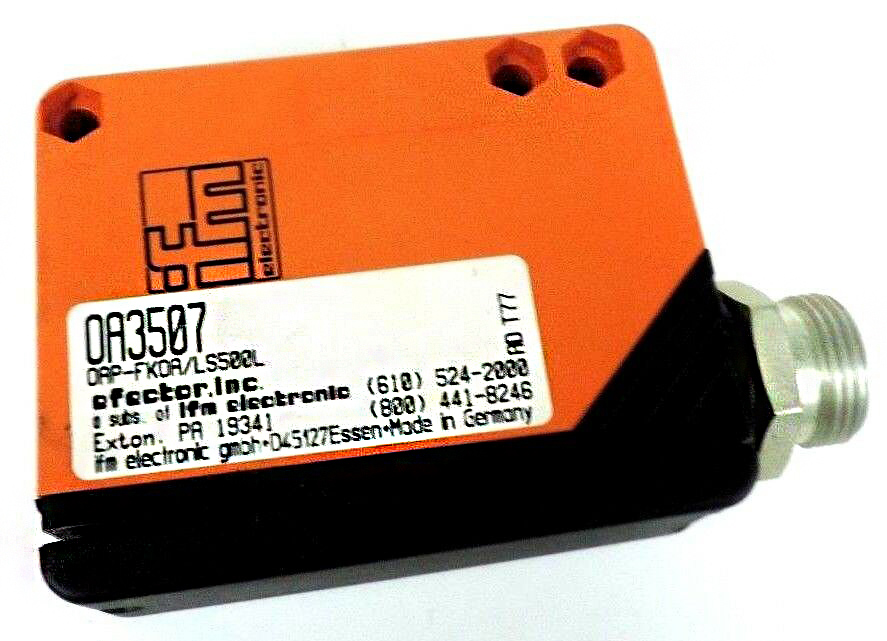 ifm
electronic
OA3507
AD T77
OAP-FKOA/LS500L
efector, inc.
a subs. of ifm electronic (610) 524-2000
Exton, PA 19341 (800) 441-8246
ifm electronic gmbh•D45127Essen•Made in Germany